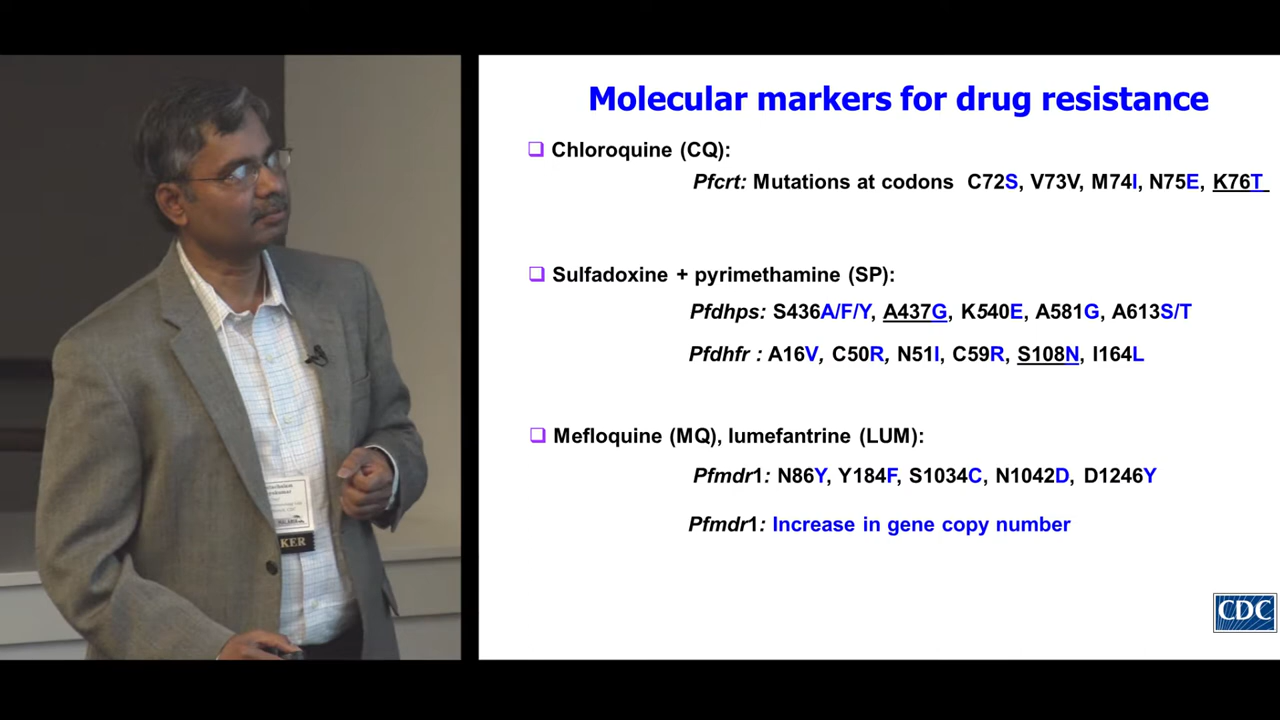 Molecular markers for drug resistance
Chloroquine (CQ):
Pfcrt: Mutations at codons C72S, V73V, M74I, N75E, K76T
Sulfadoxine + pyrimethamine (SP):
Pfdhps: S436A/F/Y, A437G, K540E, A581G, A613S/T
Pfdhfr : A16V, C50R, N51I, C59R, S108N, I164L
Mefloquine (MQ), lumefantrine (LUM):
Pfmdr1: N86Y, Y184F, S1034C, N1042D, D1246Y
Pfmdr1: Increase in gene copy number
CDC
KER